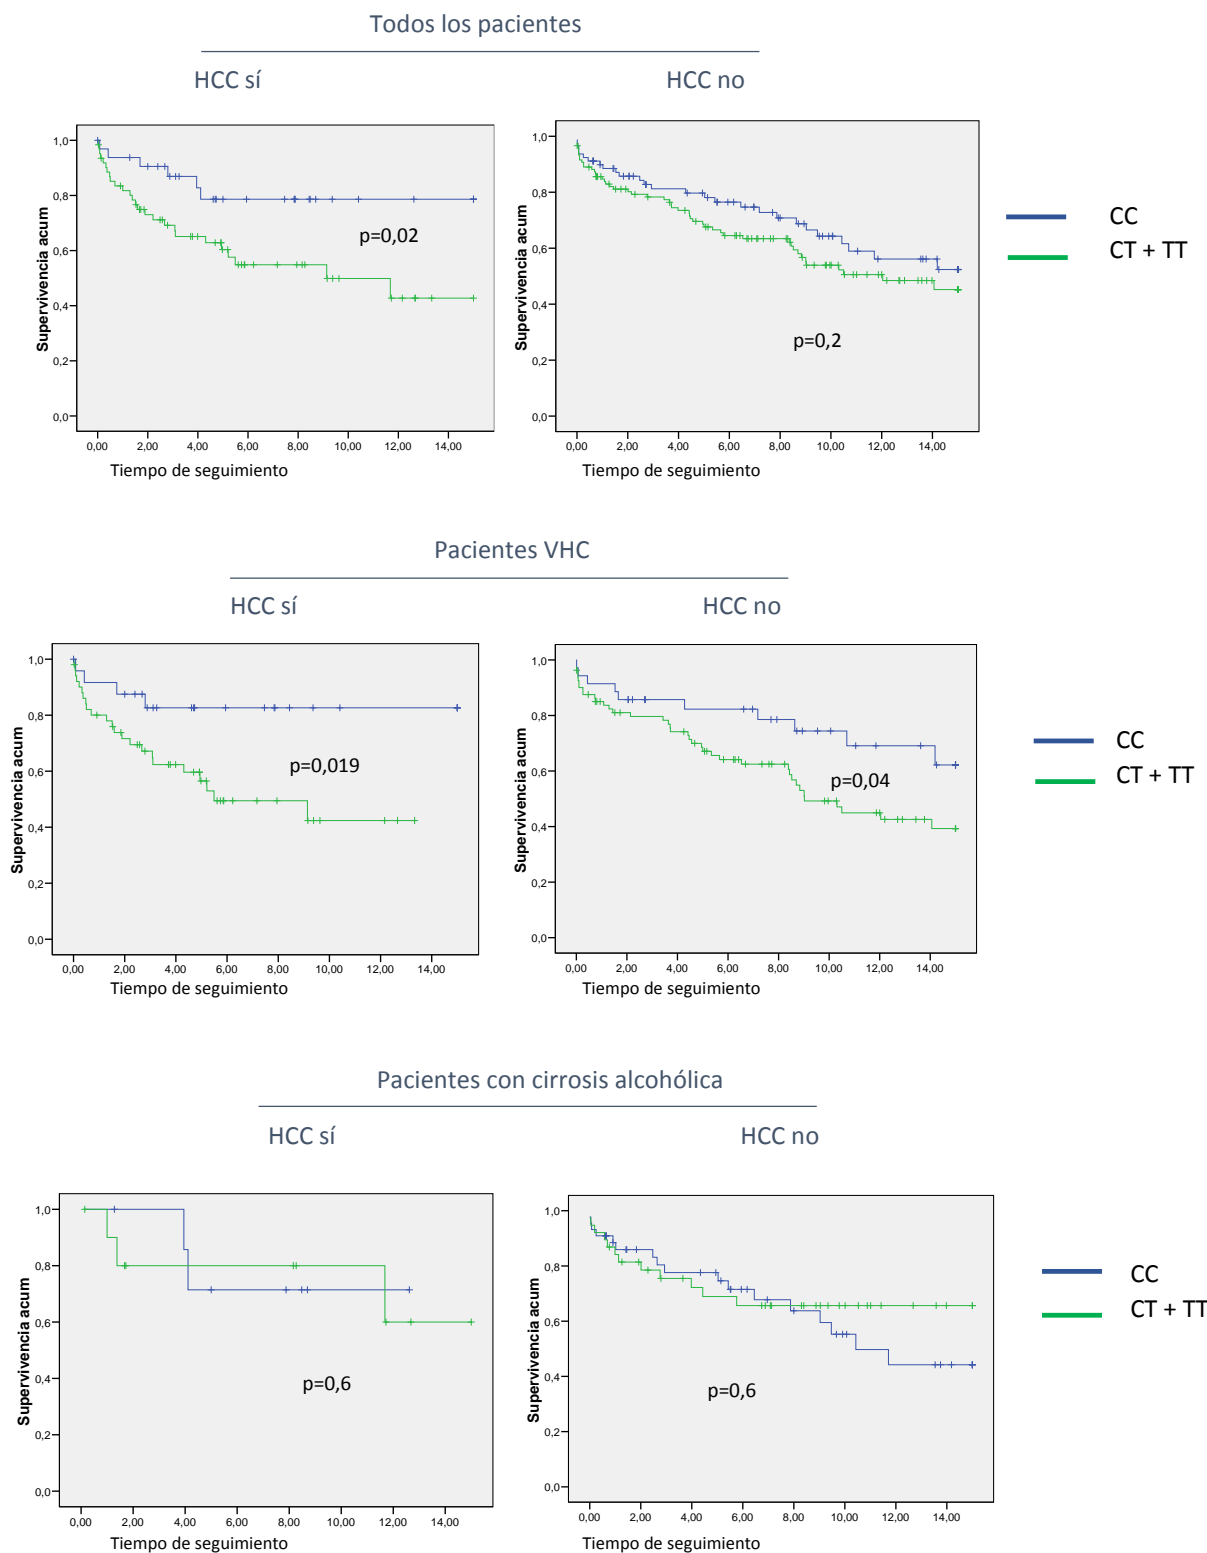 Todos los pacientes
HCC sí
HCC no
Supervivencia acum
1,0
0,8
0,6
0,4
0,2
0,0
p=0,02
0,00 2,00 4,00 6,00 8,00 10,00 12,00 14,00
Tiempo de seguimiento
Supervivencia acum
1,0
0,8
0,6
0,4
0,2
0,0
p=0,2
0,00 2,00 4,00 6,00 8,00 10,00 12,00 14,00
Tiempo de seguimiento
CC
CT + TT
Pacientes VHC
HCC sí
HCC no
Supervivencia acum
1,0
0,8
0,6
0,4
0,2
0,0
p=0,019
0,00 2,00 4,00 6,00 8,00 10,00 12,00 14,00
Tiempo de seguimiento
Supervivencia acum
1,0
0,8
0,6
0,4
0,2
0,0
p=0,04
0,00 2,00 4,00 6,00 8,00 10,00 12,00 14,00
Tiempo de seguimiento
CC
CT + TT
Pacientes con cirrosis alcohólica
HCC sí
HCC no
Supervivencia acum
1,0
0,8
0,6
0,4
0,2
0,0
p=0,6
0,00 2,00 4,00 6,00 8,00 10,00 12,00 14,00
Tiempo de seguimiento
Supervivencia acum
1,0
0,8
0,6
0,4
0,2
0,0
p=0,6
0,00 2,00 4,00 6,00 8,00 10,00 12,00 14,00
Tiempo de seguimiento
CC
CT + TT